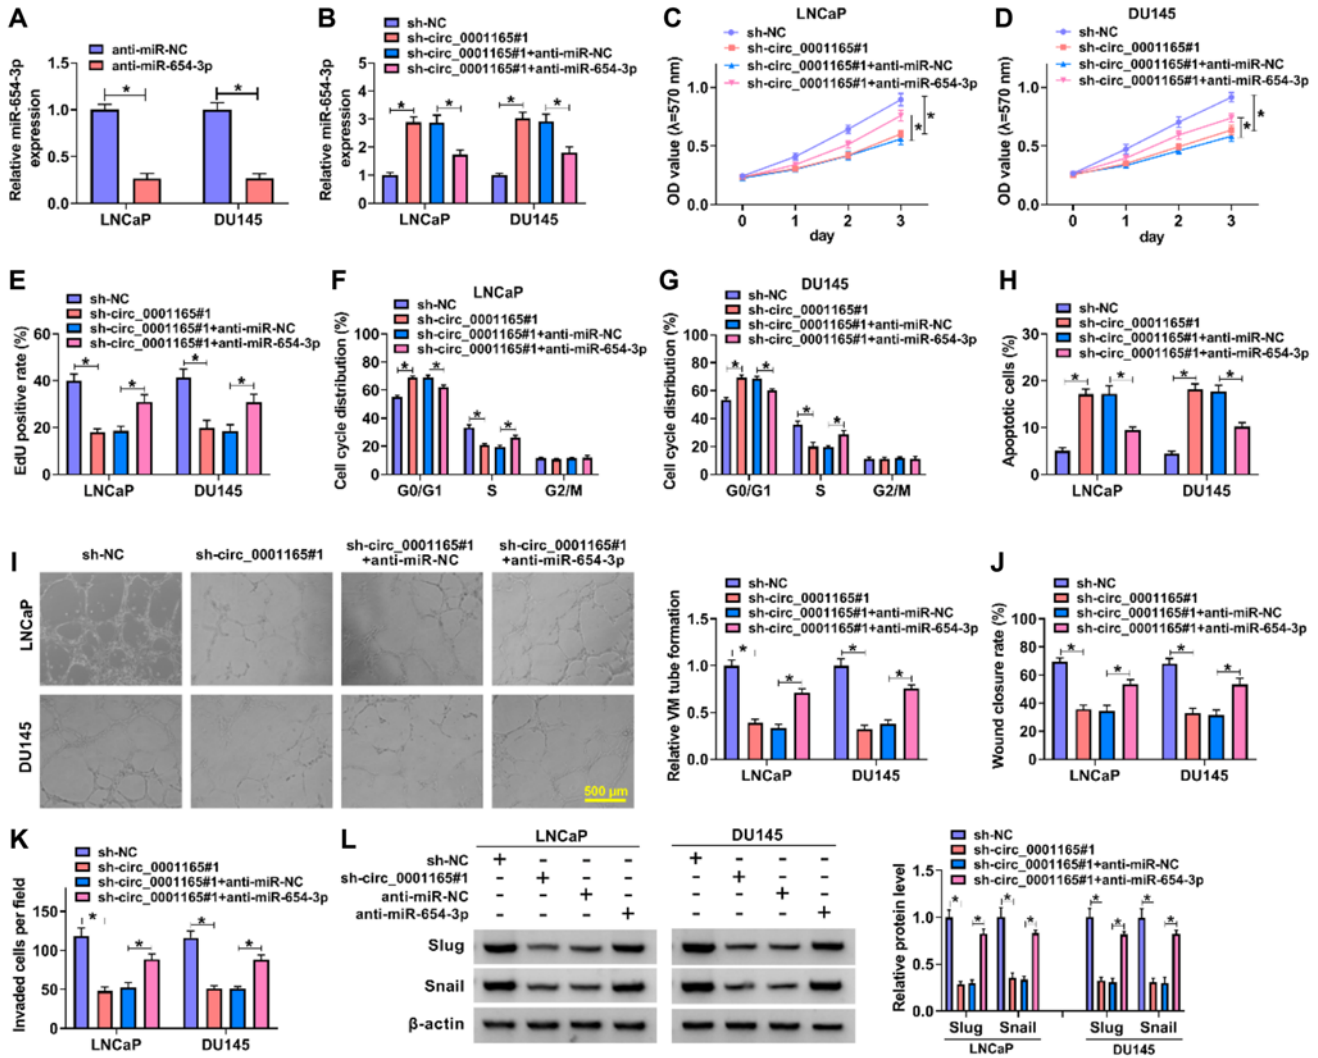 A
anti-miR-NC
anti-miR-654-3p
Relative miR-654-3p
expression
1.5
1.0
0.5
0.0
*
*
LNCaP
DU145
B
sh-NC
sh-circ_0001165#1
sh-circ_0001165#1+anti-miR-NC
sh-circ_0001165#1+anti-miR-654-3p
Relative miR-654-3p
expression
5
4
3
2
1
0
*
*
*
*
LNCaP
DU145
C
LNCaP
sh-NC
sh-circ_0001165#1
sh-circ_0001165#1+anti-miR-NC
sh-circ_0001165#1+anti-miR-654-3p
OD value (λ=570 nm)
1.0
0.5
0.0
*
*
0
1
2
3
day
D
DU145
sh-NC
sh-circ_0001165#1
sh-circ_0001165#1+anti-miR-NC
sh-circ_0001165#1+anti-miR-654-3p
OD value (λ=570 nm)
1.0
0.5
0.0
*
*
0
1
2
3
day
E
sh-NC
sh-circ_0001165#1
sh-circ_0001165#1+anti-miR-NC
sh-circ_0001165#1+anti-miR-654-3p
EdU positive rate (%)
60
40
20
0
*
*
*
*
LNCaP
DU145
F
LNCaP
sh-NC
sh-circ_0001165#1
sh-circ_0001165#1+anti-miR-NC
sh-circ_0001165#1+anti-miR-654-3p
Cell cycle distribution (%)
100
80
60
40
20
0
*
*
*
*
G0/G1
S
G2/M
G
DU145
sh-NC
sh-circ_0001165#1
sh-circ_0001165#1+anti-miR-NC
sh-circ_0001165#1+anti-miR-654-3p
Cell cycle distribution (%)
100
80
60
40
20
0
*
*
*
*
G0/G1
S
G2/M
H
sh-NC
sh-circ_0001165#1
sh-circ_0001165#1+anti-miR-NC
sh-circ_0001165#1+anti-miR-654-3p
Apoptotic cells (%)
30
20
10
0
*
*
*
*
LNCaP
DU145
I
sh-NC
sh-circ_0001165#1
sh-circ_0001165#1
+anti-miR-NC
sh-circ_0001165#1
+anti-miR-654-3p
LNCaP
DU145
500 μm
sh-NC
sh-circ_0001165#1
sh-circ_0001165#1+anti-miR-NC
sh-circ_0001165#1+anti-miR-654-3p
Relative VM tube formation
1.5
1.0
0.5
0.0
*
*
*
*
LNCaP
DU145
J
sh-NC
sh-circ_0001165#1
sh-circ_0001165#1+anti-miR-NC
sh-circ_0001165#1+anti-miR-654-3p
Wound closure rate (%)
100
80
60
40
20
0
*
*
*
*
LNCaP
DU145
K
sh-NC
sh-circ_0001165#1
sh-circ_0001165#1+anti-miR-NC
sh-circ_0001165#1+anti-miR-654-3p
Invaded cells per field
150
100
50
0
*
*
*
*
LNCaP
DU145
L
LNCaP
DU145
sh-NC + - - - + - - -
sh-circ_0001165#1 - + - - - + - -
anti-miR-NC - - + - - - + -
anti-miR-654-3p - - - + - - - +
Slug
Snail
β-actin
sh-NC
sh-circ_0001165#1
sh-circ_0001165#1+anti-miR-NC
sh-circ_0001165#1+anti-miR-654-3p
Relative protein level
1.5
1.0
0.5
0.0
*
*
*
*
*
*
*
*
Slug
Snail
Slug
Snail
LNCaP
DU145